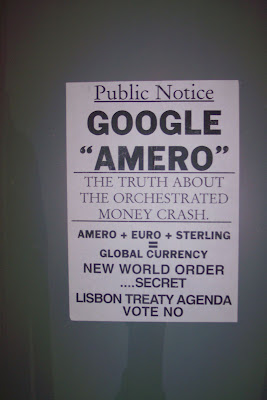 Public Notice
GOOGLE
“AMERO”
THE TRUTH ABOUT
THE ORCHESTRATED
MONEY CRASH.
AMERO + EURO + STERLING
=
GLOBAL CURRENCY
NEW WORLD ORDER
....SECRET
LISBON TREATY AGENDA
VOTE NO